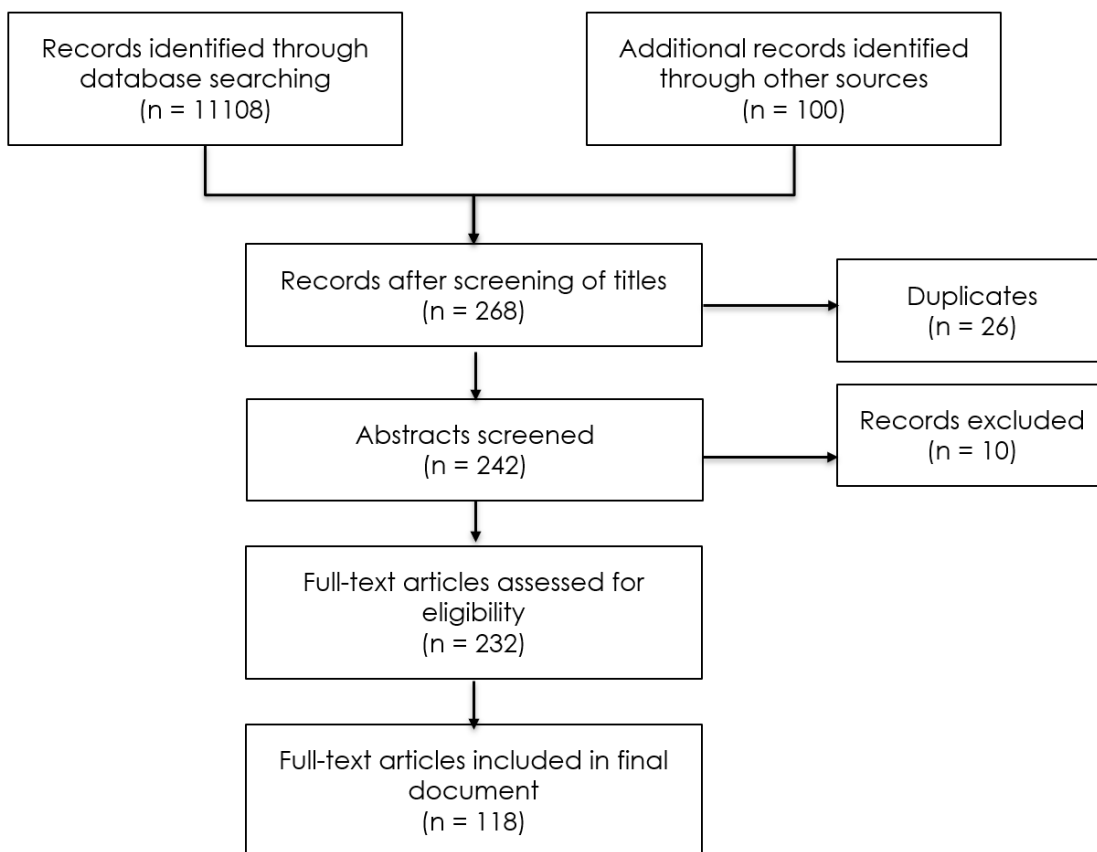 Records identified through
database searching
(n = 11108)
Additional records identified
through other sources
(n = 100)
Records after screening of titles
(n = 268)
Duplicates
(n = 26)
Abstracts screened
(n = 242)
Records excluded
(n = 10)
Full-text articles assessed for
eligibility
(n = 232)
Full-text articles included in final
document
(n = 118)